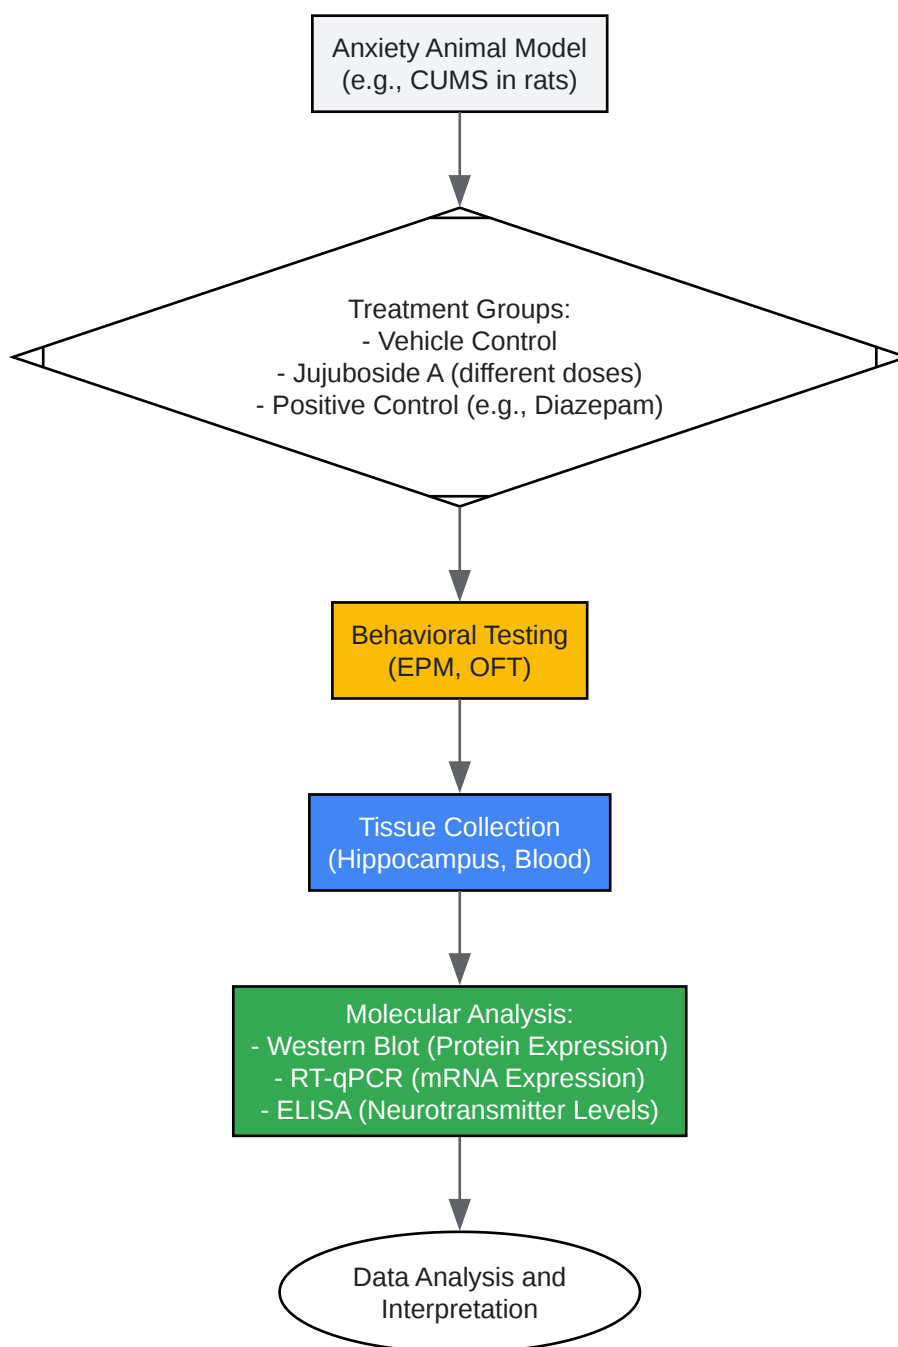 Anxiety Animal Model
(e.g., CUMS in rats)
Treatment Groups:
- Vehicle Control
- Jujuboside A (different doses)
- Positive Control (e.g., Diazepam)
Behavioral Testing
(EPM, OFT)
Tissue Collection
(Hippocampus, Blood)
Molecular Analysis:
- Western Blot (Protein Expression)
- RT-qPCR (mRNA Expression)
- ELISA (Neurotransmitter Levels)
Data Analysis and
Interpretation